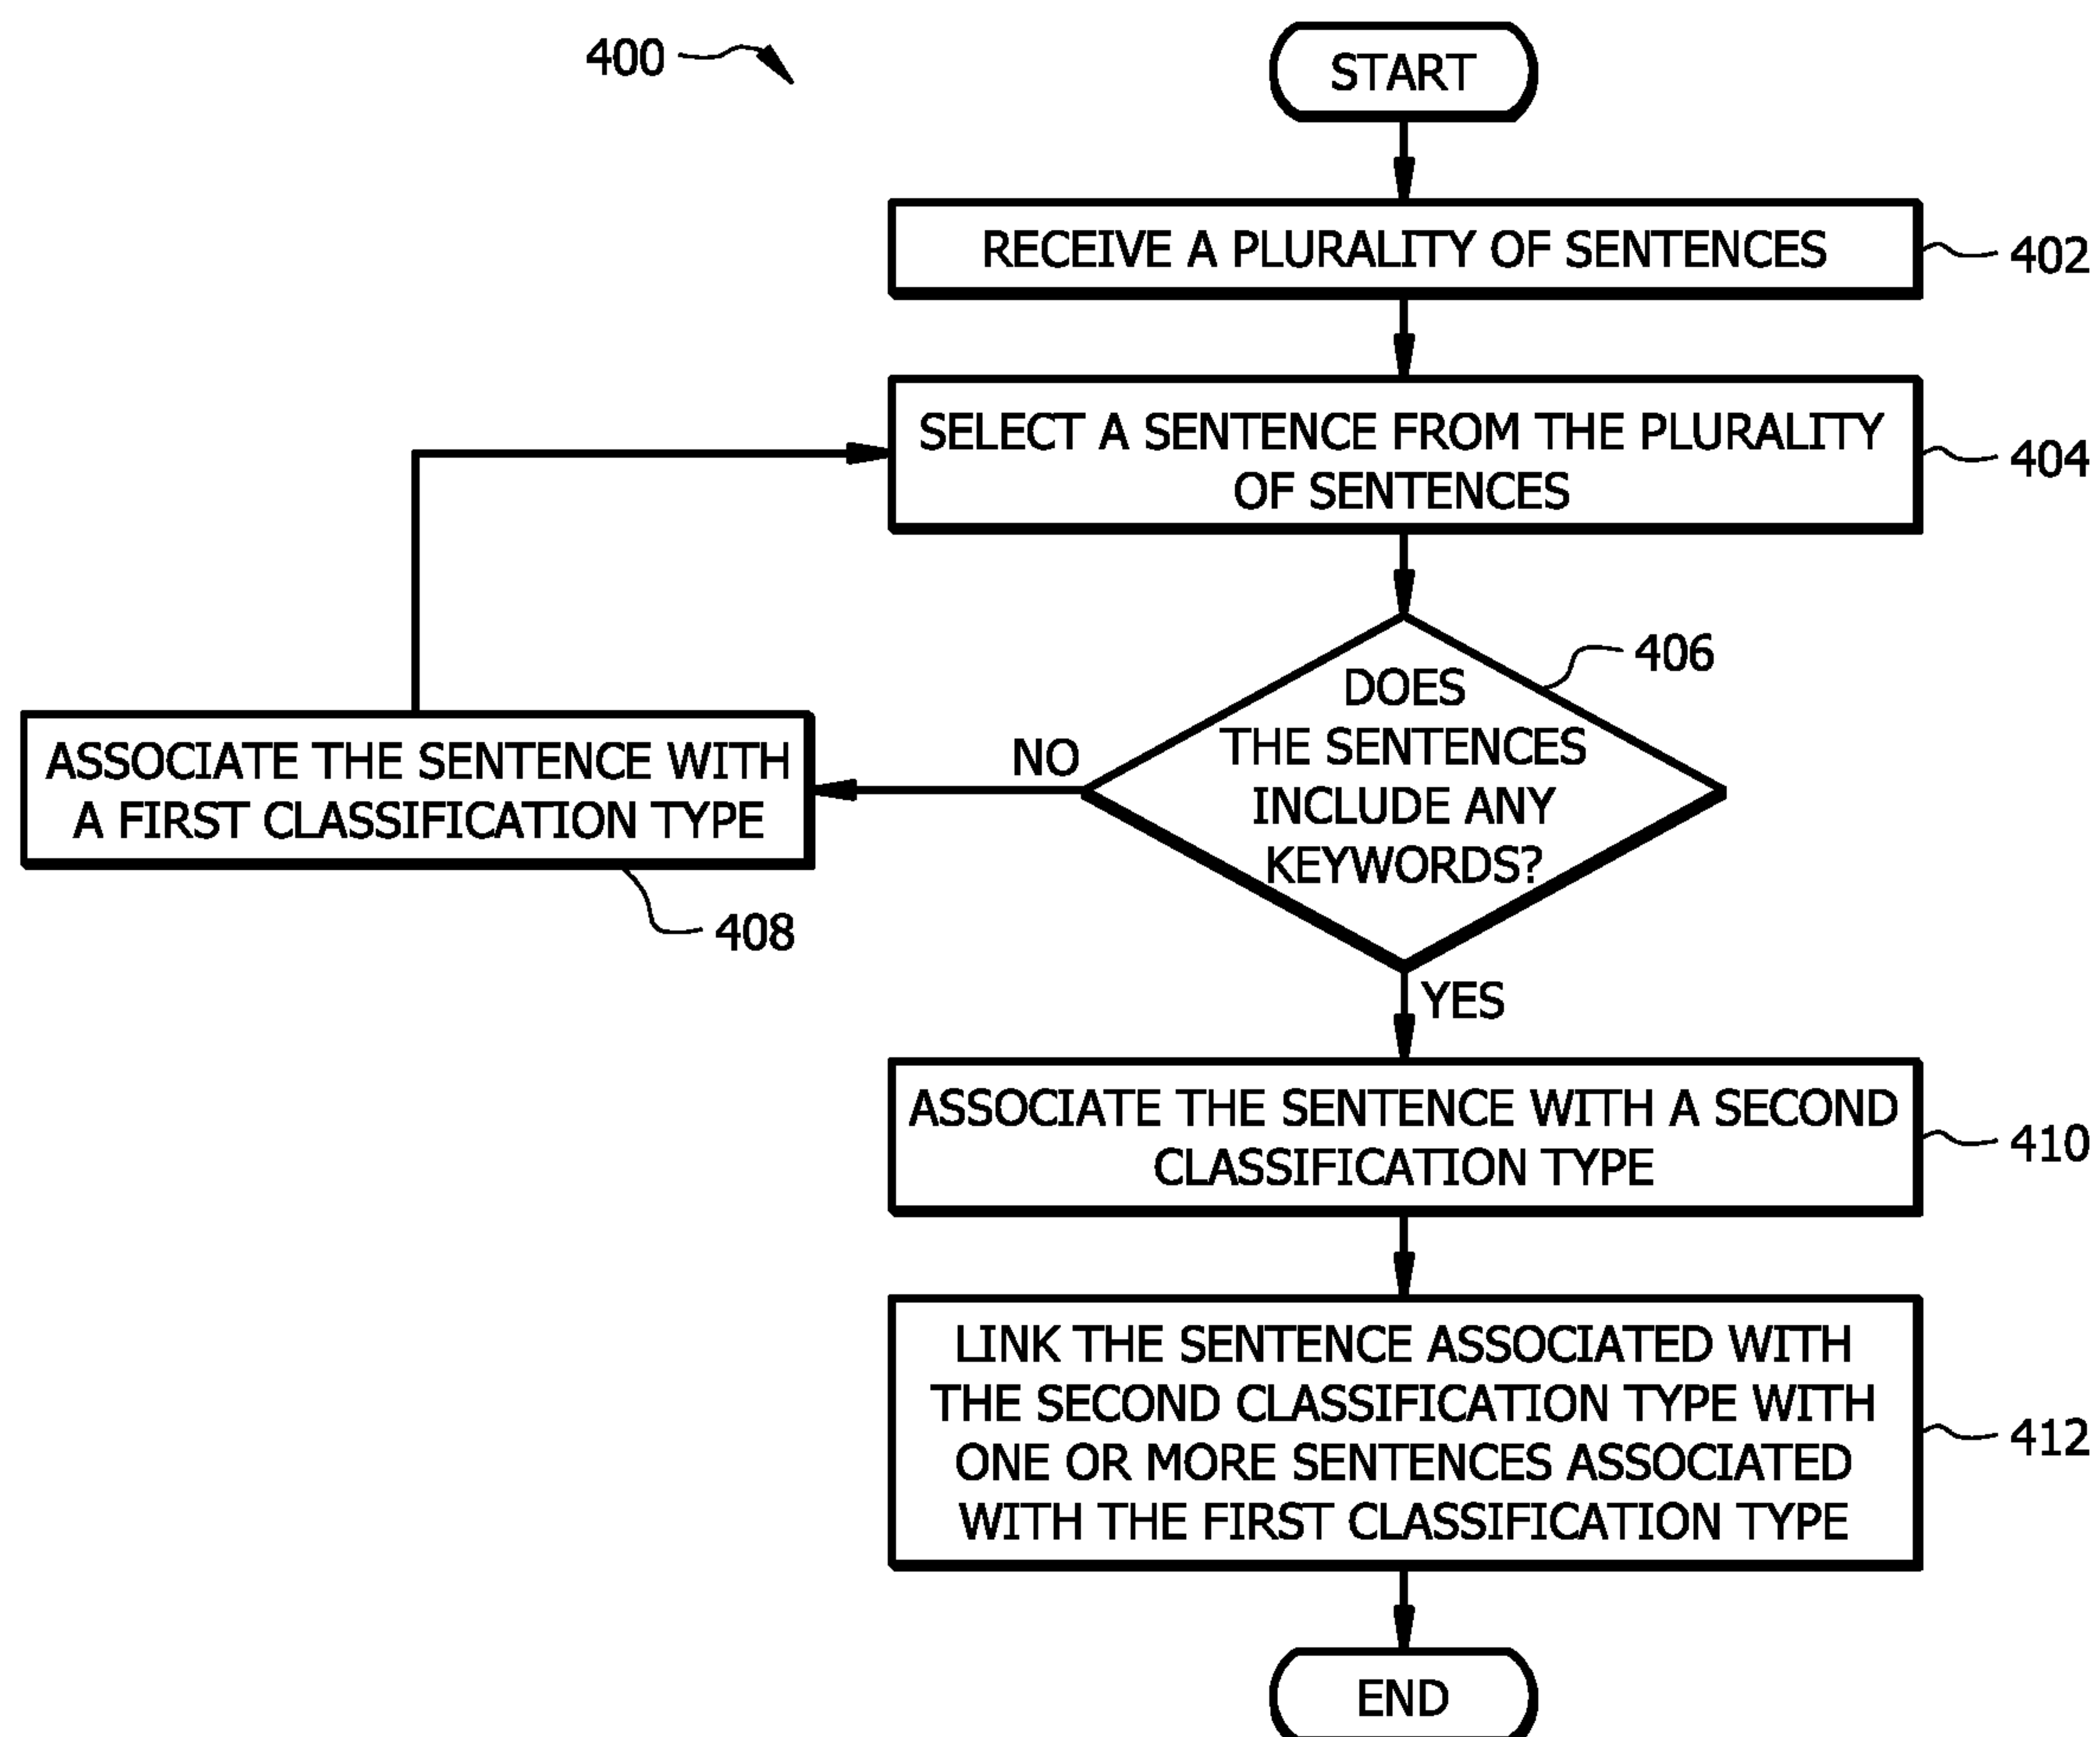 400
START
RECEIVE A PLURALITY OF SENTENCES
402
SELECT A SENTENCE FROM THE PLURALITY
OF SENTENCES
404
DOES
THE SENTENCES
INCLUDE ANY
KEYWORDS?
406
NO
ASSOCIATE THE SENTENCE WITH
A FIRST CLASSIFICATION TYPE
408
YES
ASSOCIATE THE SENTENCE WITH A SECOND
CLASSIFICATION TYPE
410
LINK THE SENTENCE ASSOCIATED WITH
THE SECOND CLASSIFICATION TYPE WITH
ONE OR MORE SENTENCES ASSOCIATED
WITH THE FIRST CLASSIFICATION TYPE
412
END